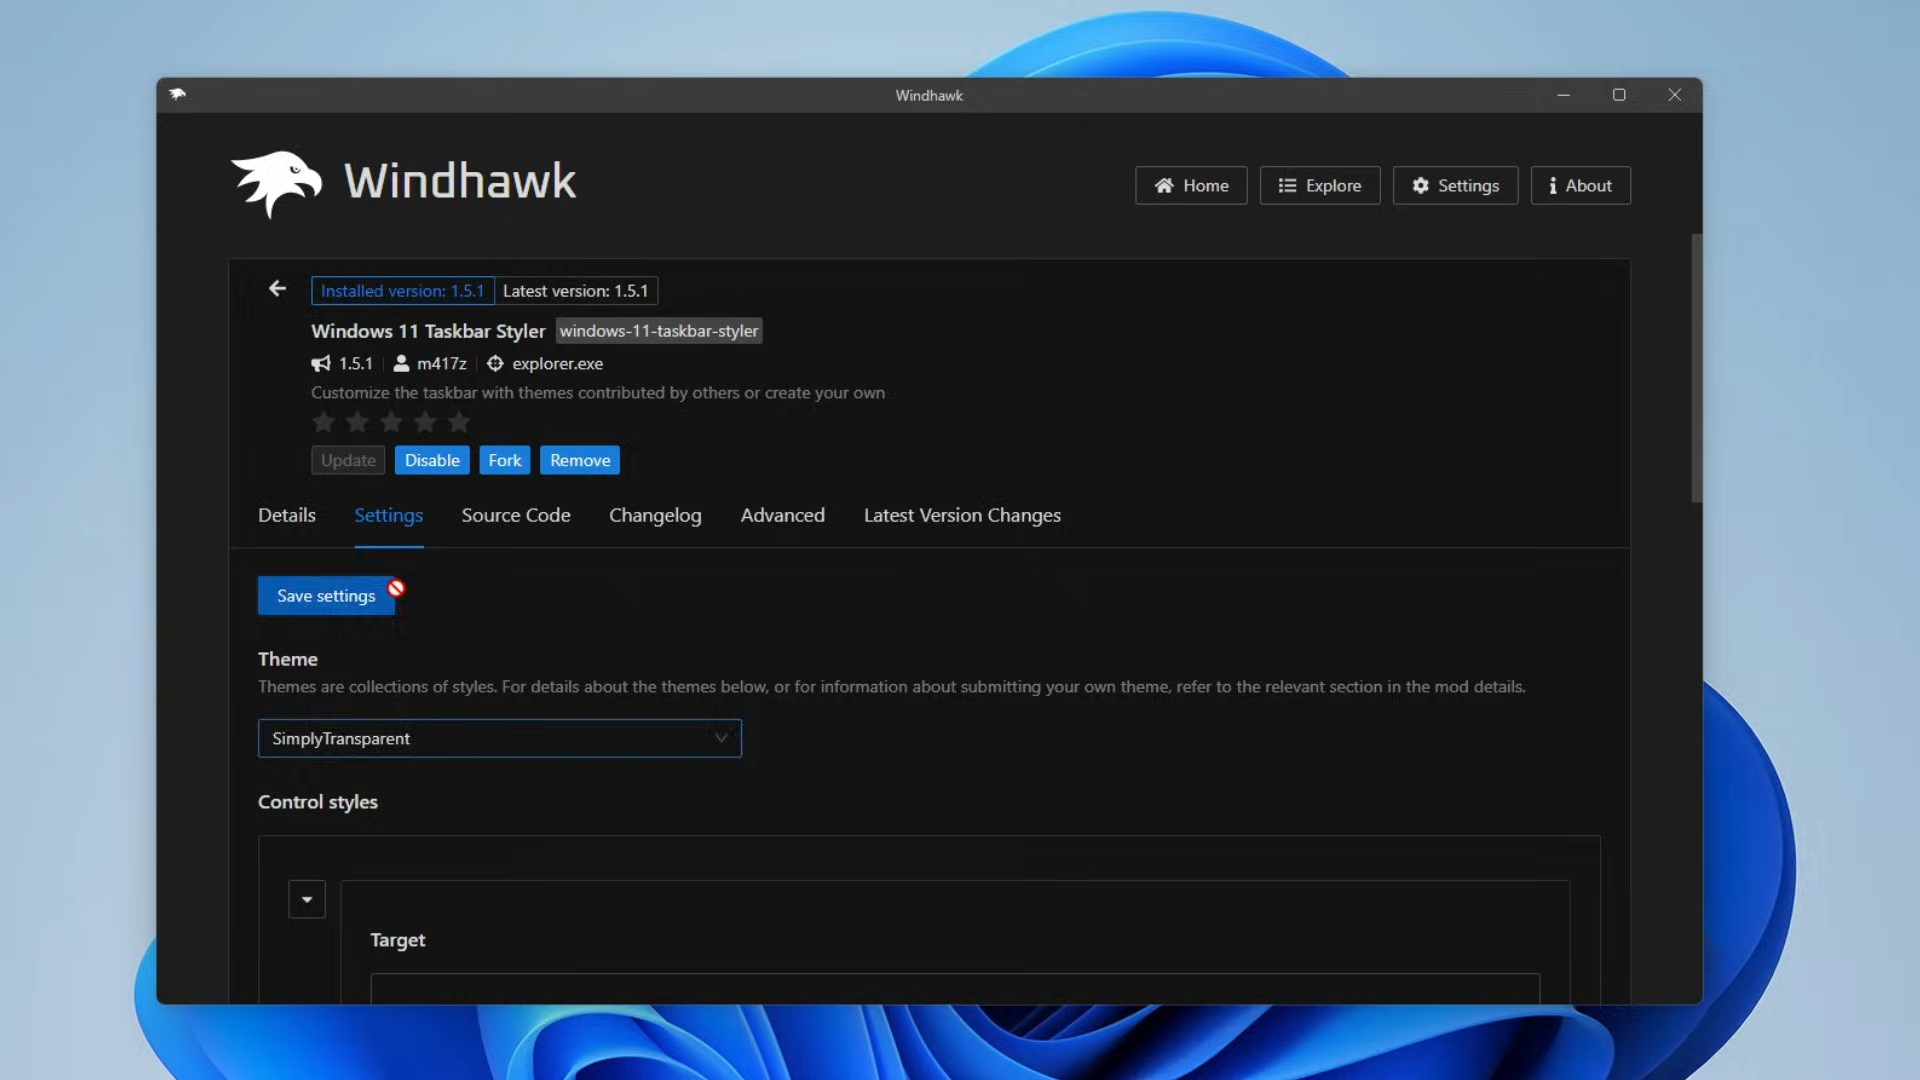 Windhawk
Windhawk
Home
Explore
Settings
About
Installed version: 1.5.1
Latest version: 1.5.1
Windows 11 Taskbar Styler
windows-11-taskbar-styler
1.5.1
m417z
explorer.exe
Customize the taskbar with themes contributed by others or create your own
Update
Disable
Fork
Remove
Details
Settings
Source Code
Changelog
Advanced
Latest Version Changes
Save settings
Theme
Themes are collections of styles. For details about the themes below, or for information about submitting your own theme, refer to the relevant section in the mod details.
SimplyTransparent
Control styles
Target